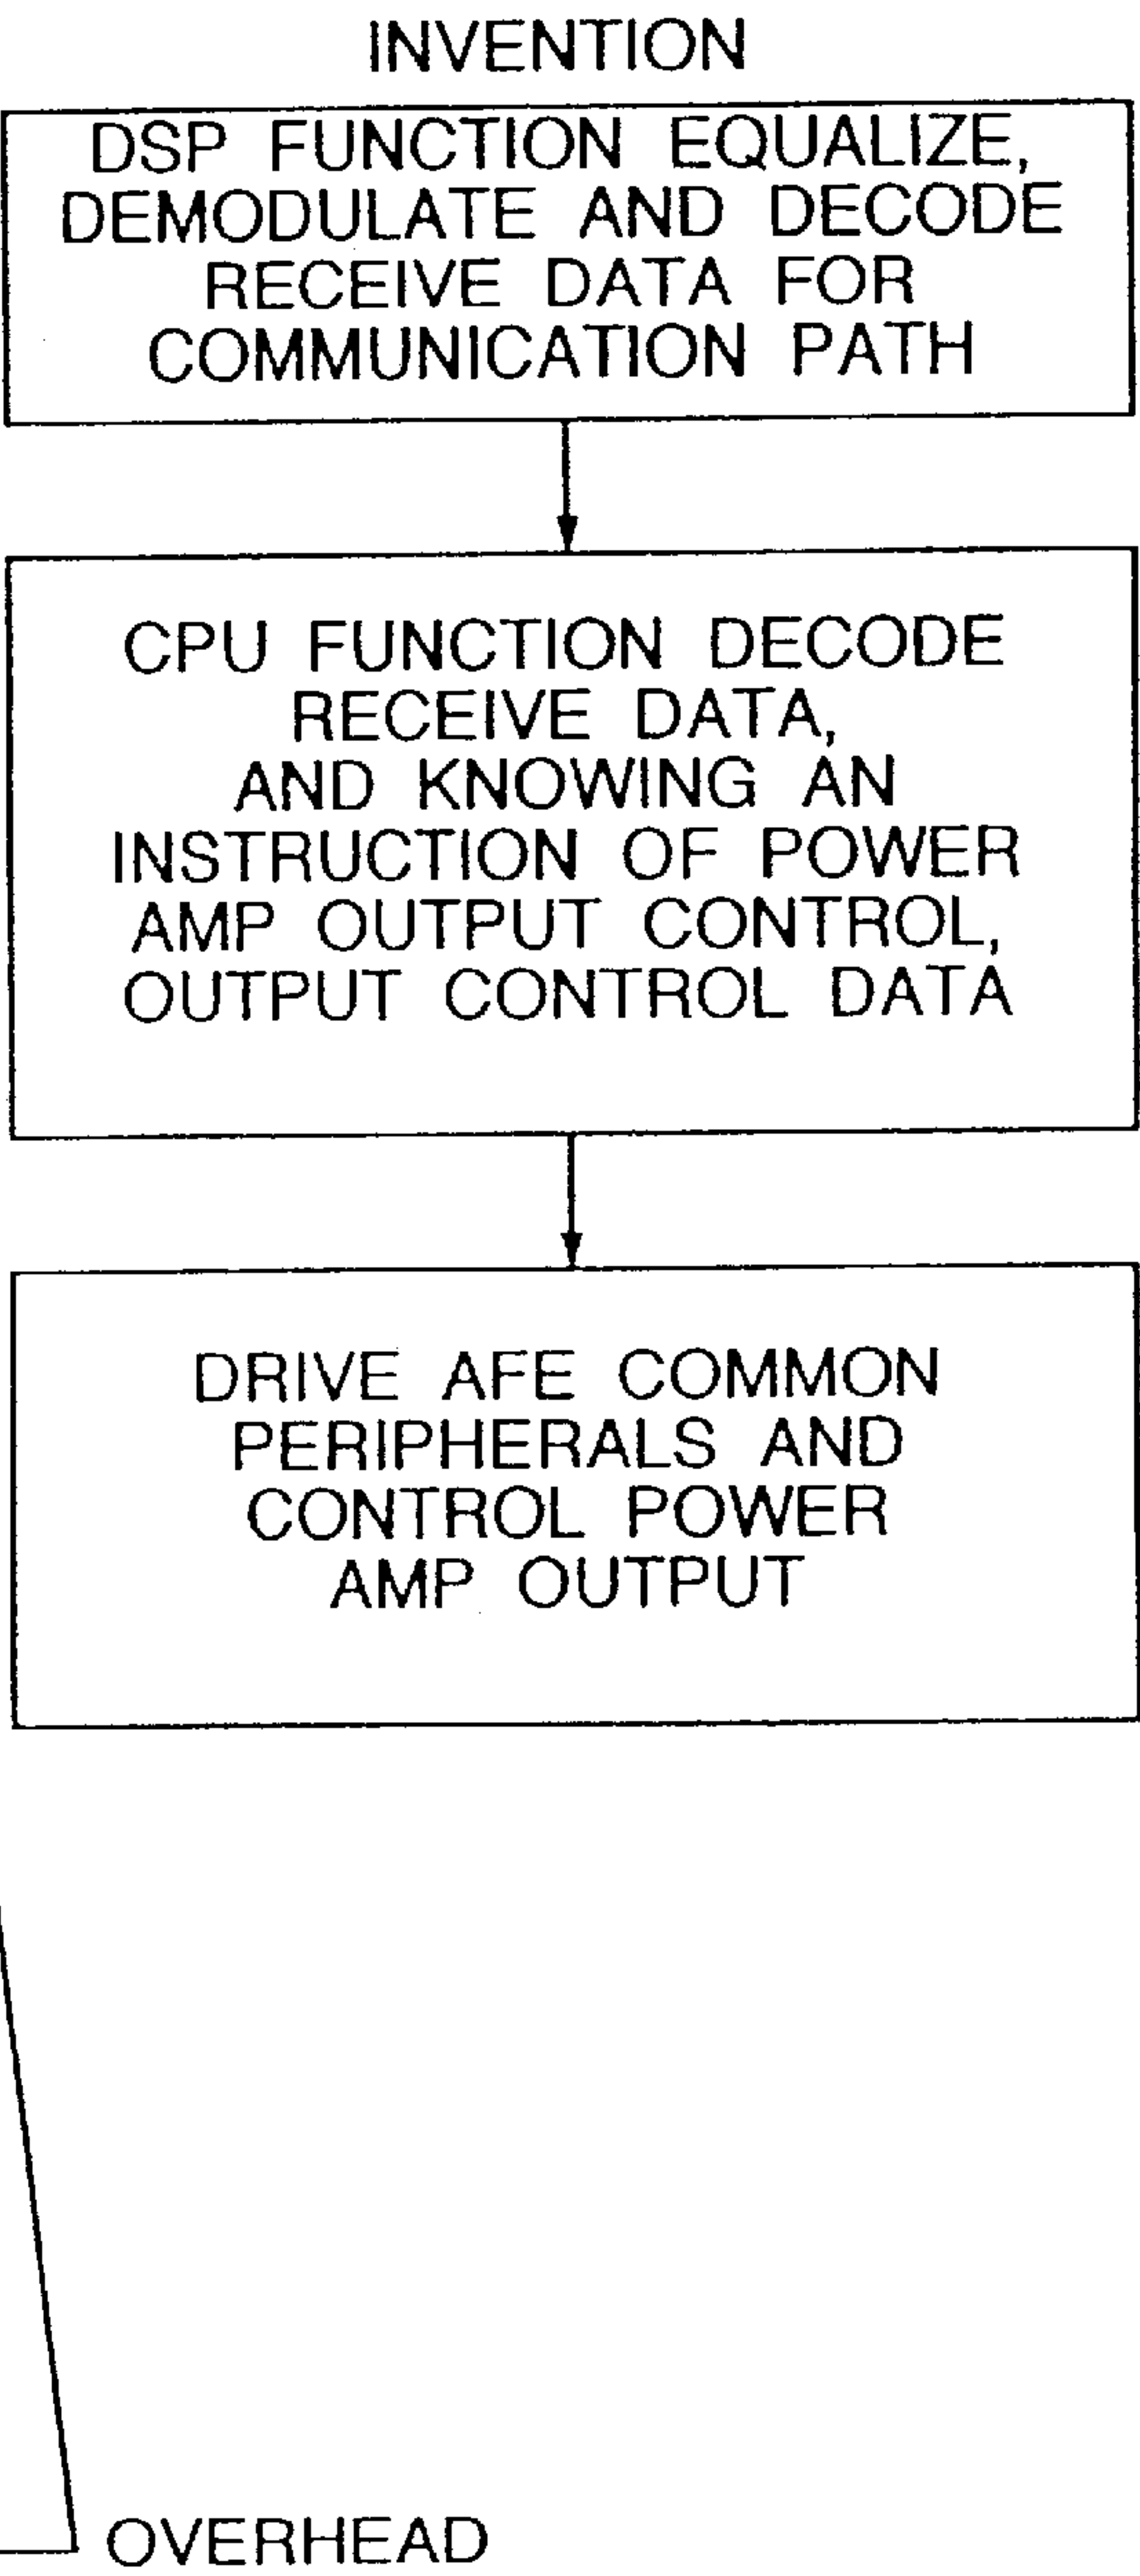 INVENTION
DSP FUNCTION EQUALIZE,
DEMODULATE AND DECODE
RECEIVE DATA FOR
COMMUNICATION PATH
CPU FUNCTION DECODE
RECEIVE DATA,
AND KNOWING AN
INSTRUCTION OF POWER
AMP OUTPUT CONTROL,
OUTPUT CONTROL DATA
DRIVE AFE COMMON
PERIPHERALS AND
CONTROL POWER
AMP OUTPUT
OVERHEAD